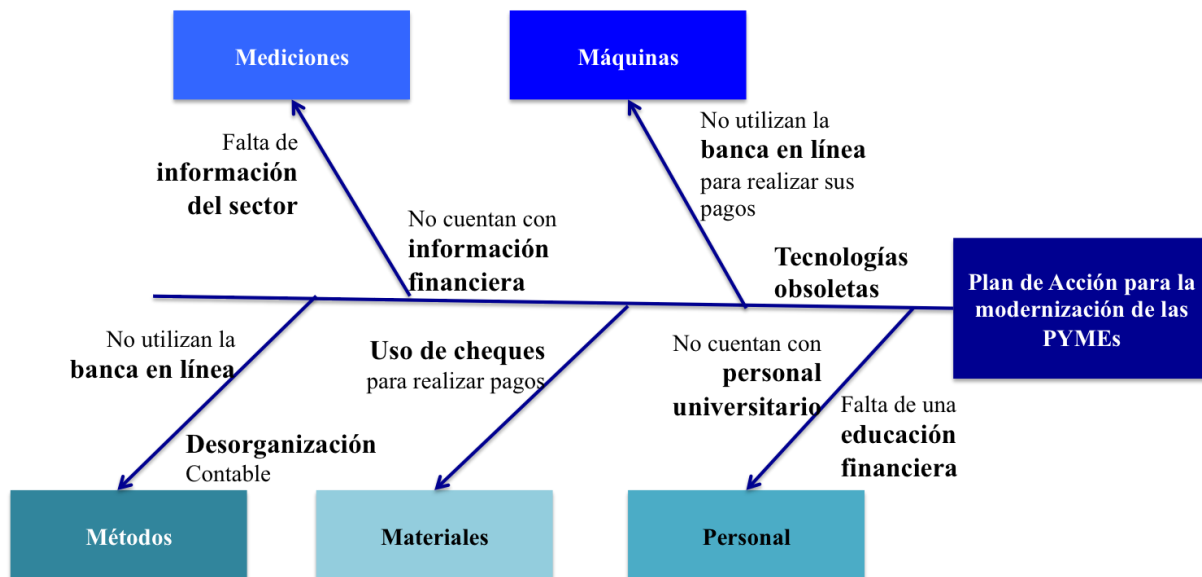 Mediciones
Máquinas
Falta de
información
del sector
No cuentan con
información
financiera
No utilizan la
banca en línea
para realizar sus
pagos
Tecnologías
obsoletas
Plan de Acción para la
modernización de las
PYMEs
No utilizan la
banca en línea
Desorganización
Contable
Uso de cheques
para realizar pagos
No cuentan con
personal
universitario
Falta de una
educación
financiera
Métodos
Materiales
Personal